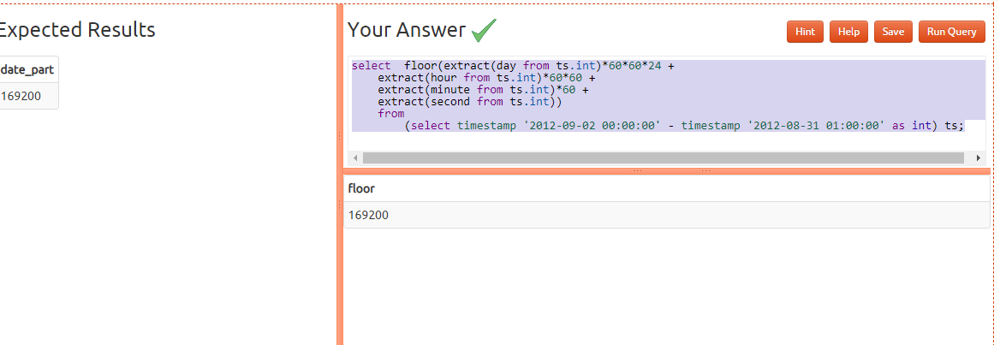 Expected Results
date_part
169200
Your Answer
Hint Help Save Run Query
select  floor(extract(day from ts.int)*60*60*24 +
    extract(hour from ts.int)*60*60 +
    extract(minute from ts.int)*60 +
    extract(second from ts.int))
    from
        (select timestamp '2012-09-02 00:00:00' - timestamp '2012-08-31 01:00:00' as int) ts;
floor
169200